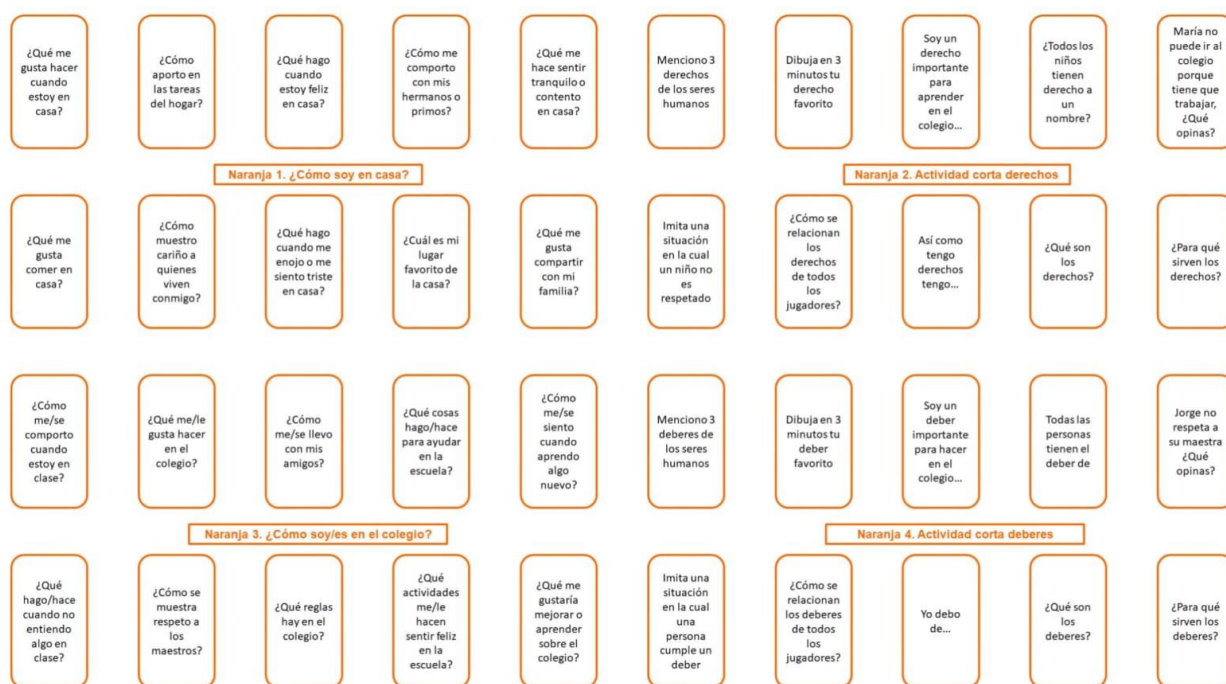 ¿Qué me
gusta hacer
cuando
estoy en
casa?
¿Cómo
aporto en
las tareas
del hogar?
¿Qué hago
cuando
estoy feliz
en casa?
¿Cómo me
comporto
con mis
hermanos o
primos?
¿Qué me
hace sentir
tranquilo o
contento en
casa?
Menciono 3
derechos
de los seres
humanos
Dibuja en 3
minutos tu
derecho
favorito
Soy un
derecho
importante
para
aprender
en el
colegio...
¿Todos los
niños
tienen
derecho a
un
nombre?
María no
puede ir al
colegio
porque
tiene que
trabajar,
¿Qué
opinas?
Naranja 1. ¿Cómo soy en casa?
Naranja 2. Actividad corta derechos
¿Qué me
gusta
comer en
casa?
¿Cómo
muestro
cariño a
quienes
viven
conmigo?
¿Qué hago
cuando me
enojo o me
siento triste
en casa?
¿Cuál es mi
lugar
favorito de
la casa?
¿Qué me
gusta
compartir
con mi
familia?
Imita una
situación
en la cual
un niño no
es
respetado
¿Cómo se
relacionan
los
derechos
de todos
los
jugadores?
Así como
tengo
derechos
tengo...
¿Qué son
los
derechos?
¿Para qué
sirven los
derechos?
¿Cómo
me/se
comporto
cuando
estoy en
clase?
¿Qué me/le
gusta hacer
en el
colegio?
¿Cómo
me/se llevo
con mis
amigos?
¿Qué cosas
hago/hace
para ayudar
en la
escuela?
¿Cómo
me/se
siento
cuando
aprendo
algo
nuevo?
Menciono 3
deberes de
los seres
humanos
Dibuja en 3
minutos tu
deber
favorito
Soy un
deber
importante
para hacer
en el
colegio...
Todas las
personas
tienen el
deber de
Jorge no
respeta a
su maestra
¿Qué
opinas?
Naranja 3. ¿Cómo soy/es en el colegio?
Naranja 4. Actividad corta deberes
¿Qué
hago/hace
cuando no
entiendo
algo en
clase?
¿Cómo se
muestra
respeto a
los
maestros?
¿Qué reglas
hay en el
colegio?
¿Qué
actividades
me/le
hacen
sentir feliz
en la
escuela?
¿Qué me
gustaría
mejorar o
aprender
sobre el
colegio?
Imita una
situación
en la cual
una
persona
cumple un
deber
¿Cómo se
relacionan
los deberes
de todos
los
jugadores?
Yo debo
de...
¿Qué son
los
deberes?
¿Para qué
sirven los
deberes?